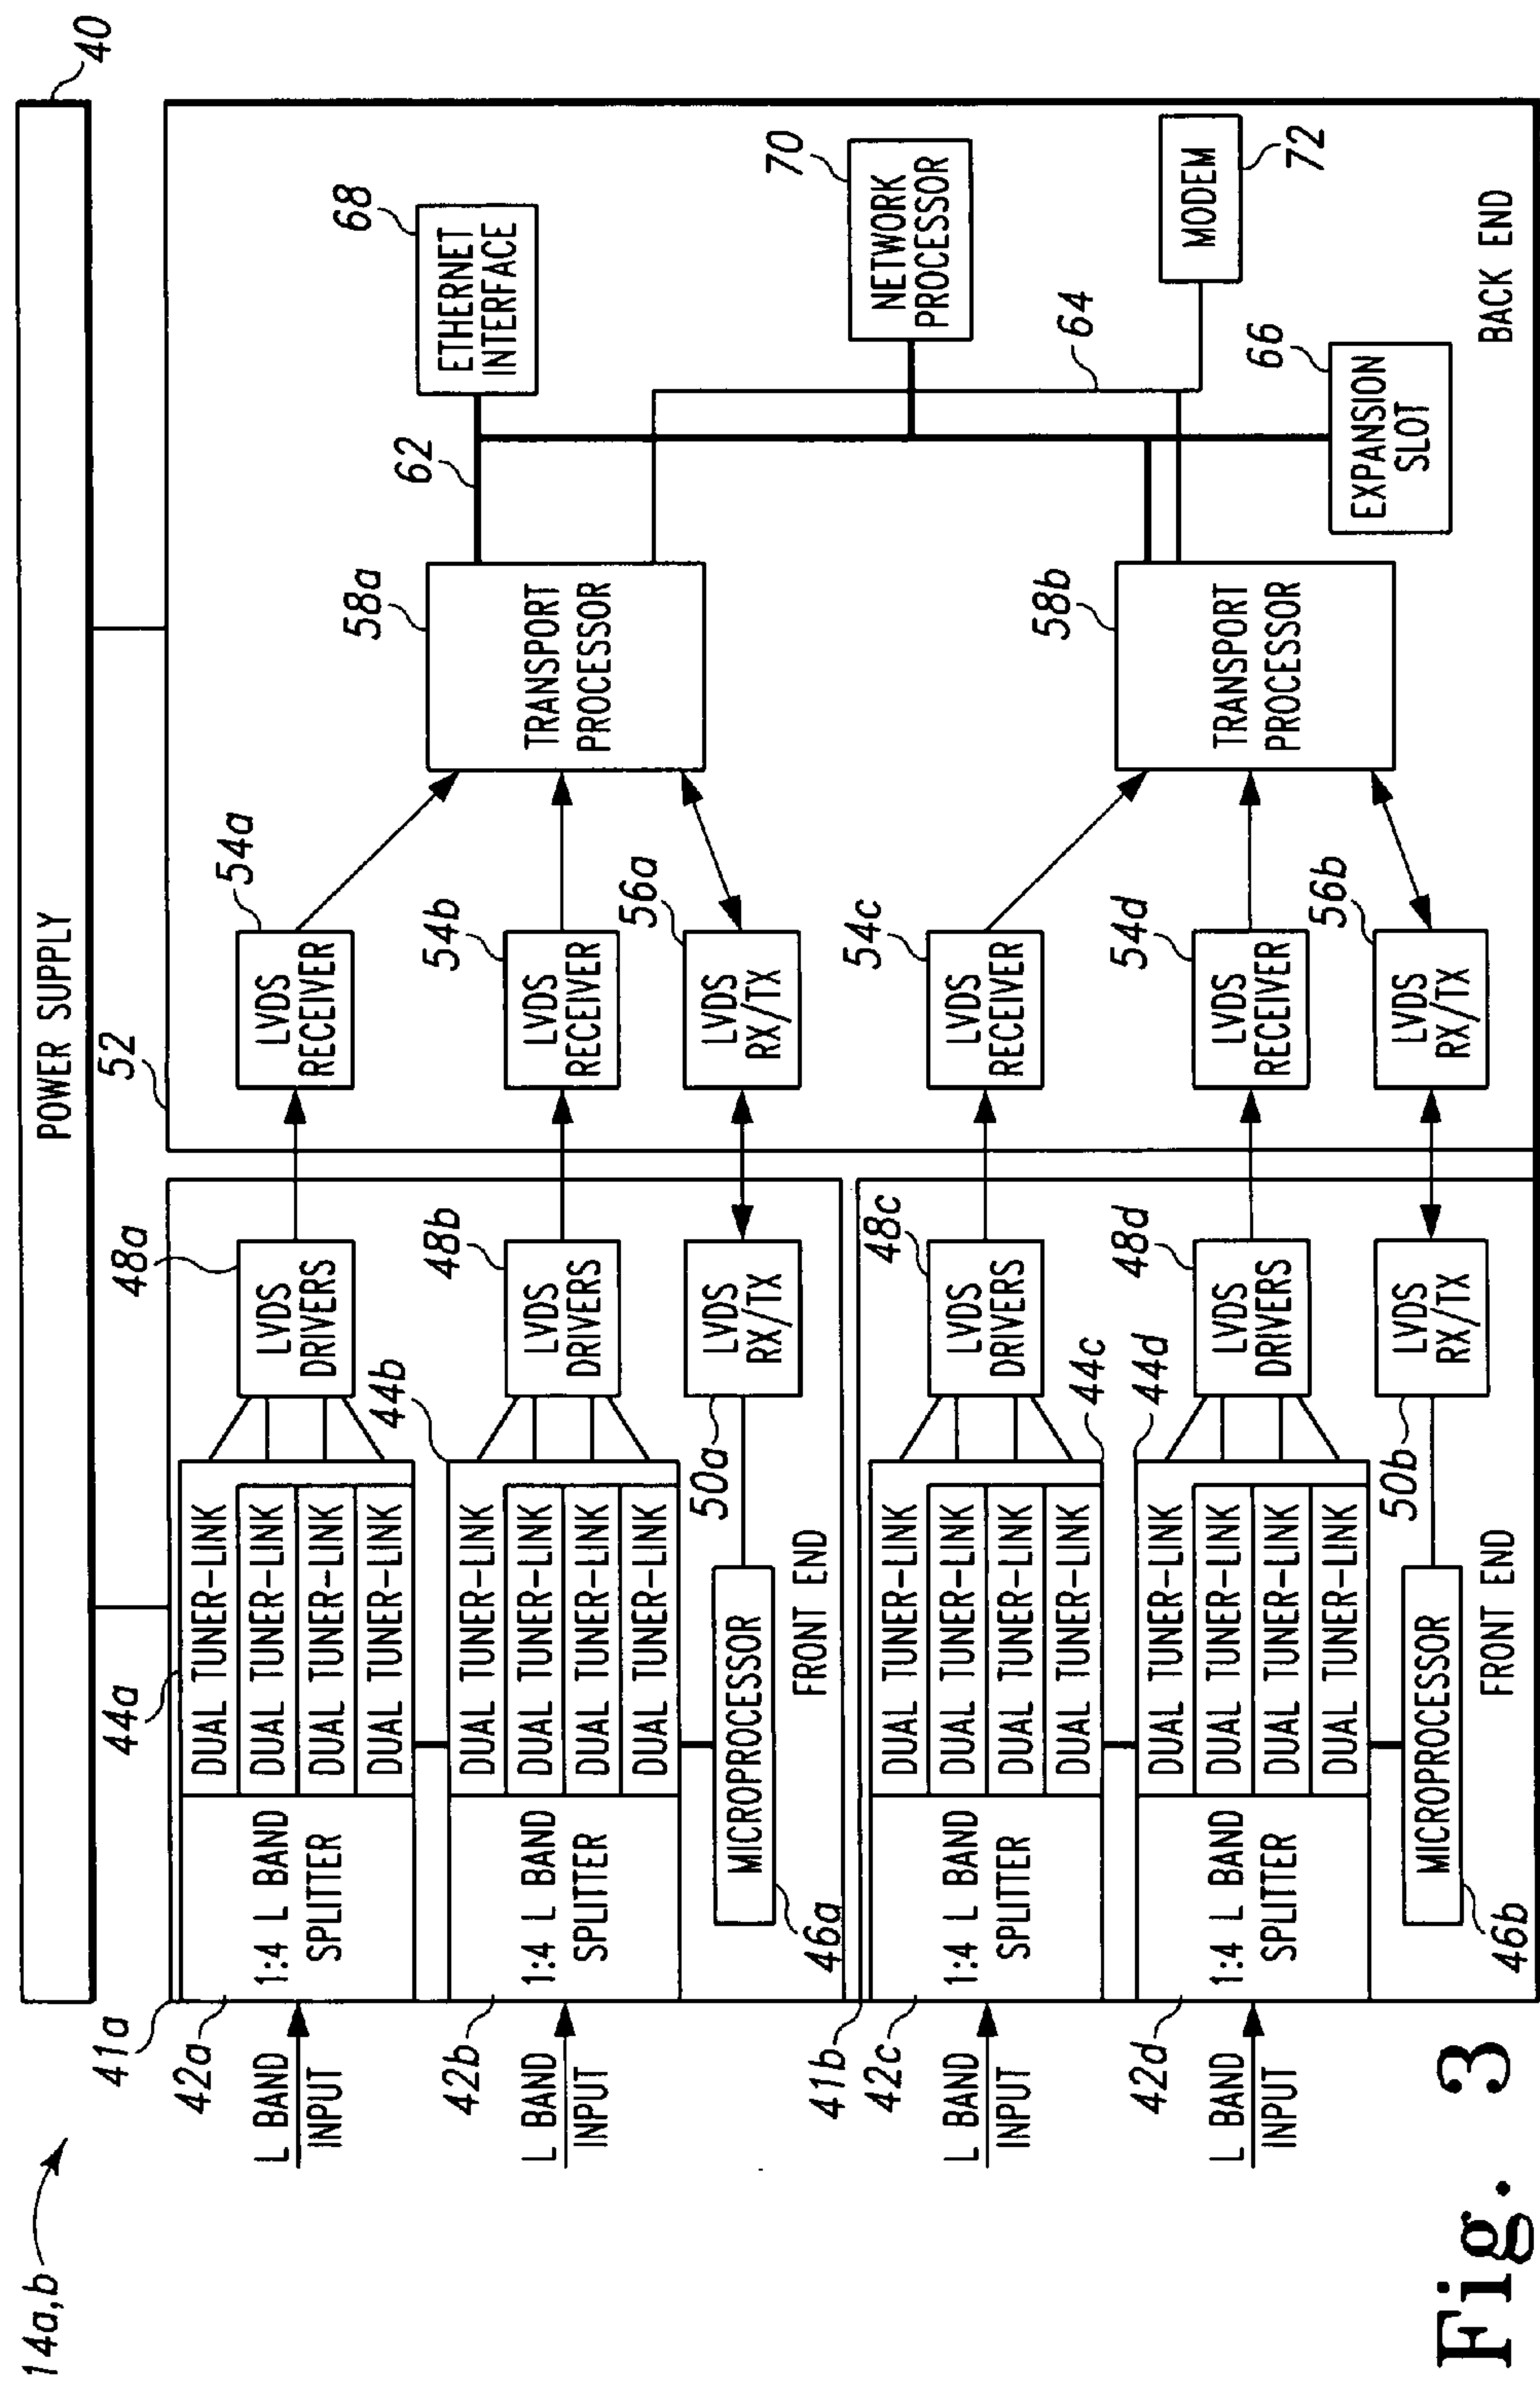 14a,b
40
POWER SUPPLY
41a
44a
48a
52
42a
L BAND
INPUT
1:4 L BAND
SPLITTER
DUAL TUNER-LINK
DUAL TUNER-LINK
DUAL TUNER-LINK
DUAL TUNER-LINK
LVDS
DRIVERS
54a
LVDS
RECEIVER
58a
TRANSPORT
PROCESSOR
62
68
ETHERNET
INTERFACE
42b
L BAND
INPUT
1:4 L BAND
SPLITTER
44b
DUAL TUNER-LINK
DUAL TUNER-LINK
DUAL TUNER-LINK
DUAL TUNER-LINK
48b
LVDS
DRIVERS
54b
LVDS
RECEIVER
46a
MICROPROCESSOR
50a
LVDS
RX/TX
56a
LVDS
RX/TX
FRONT END
70
NETWORK
PROCESSOR
41b
42c
L BAND
INPUT
1:4 L BAND
SPLITTER
DUAL TUNER-LINK
DUAL TUNER-LINK
DUAL TUNER-LINK
DUAL TUNER-LINK
44c
48c
LVDS
DRIVERS
54c
LVDS
RECEIVER
58b
TRANSPORT
PROCESSOR
64
MODEM
72
42d
L BAND
INPUT
1:4 L BAND
SPLITTER
44d
DUAL TUNER-LINK
DUAL TUNER-LINK
DUAL TUNER-LINK
DUAL TUNER-LINK
48d
LVDS
DRIVERS
54d
LVDS
RECEIVER
66
EXPANSION
SLOT
46b
MICROPROCESSOR
50b
LVDS
RX/TX
56b
LVDS
RX/TX
FRONT END
BACK END
Fig. 3